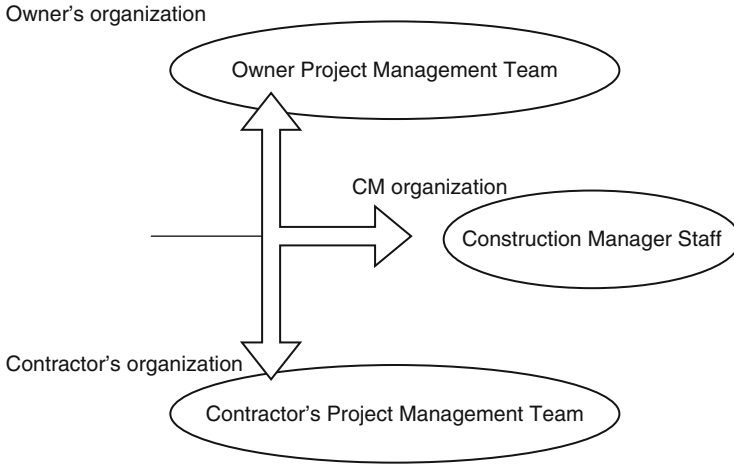 Owner’s organization
Owner Project Management Team
CM organization
Construction Manager Staff
Contractor’s organization
Contractor’s Project Management Team